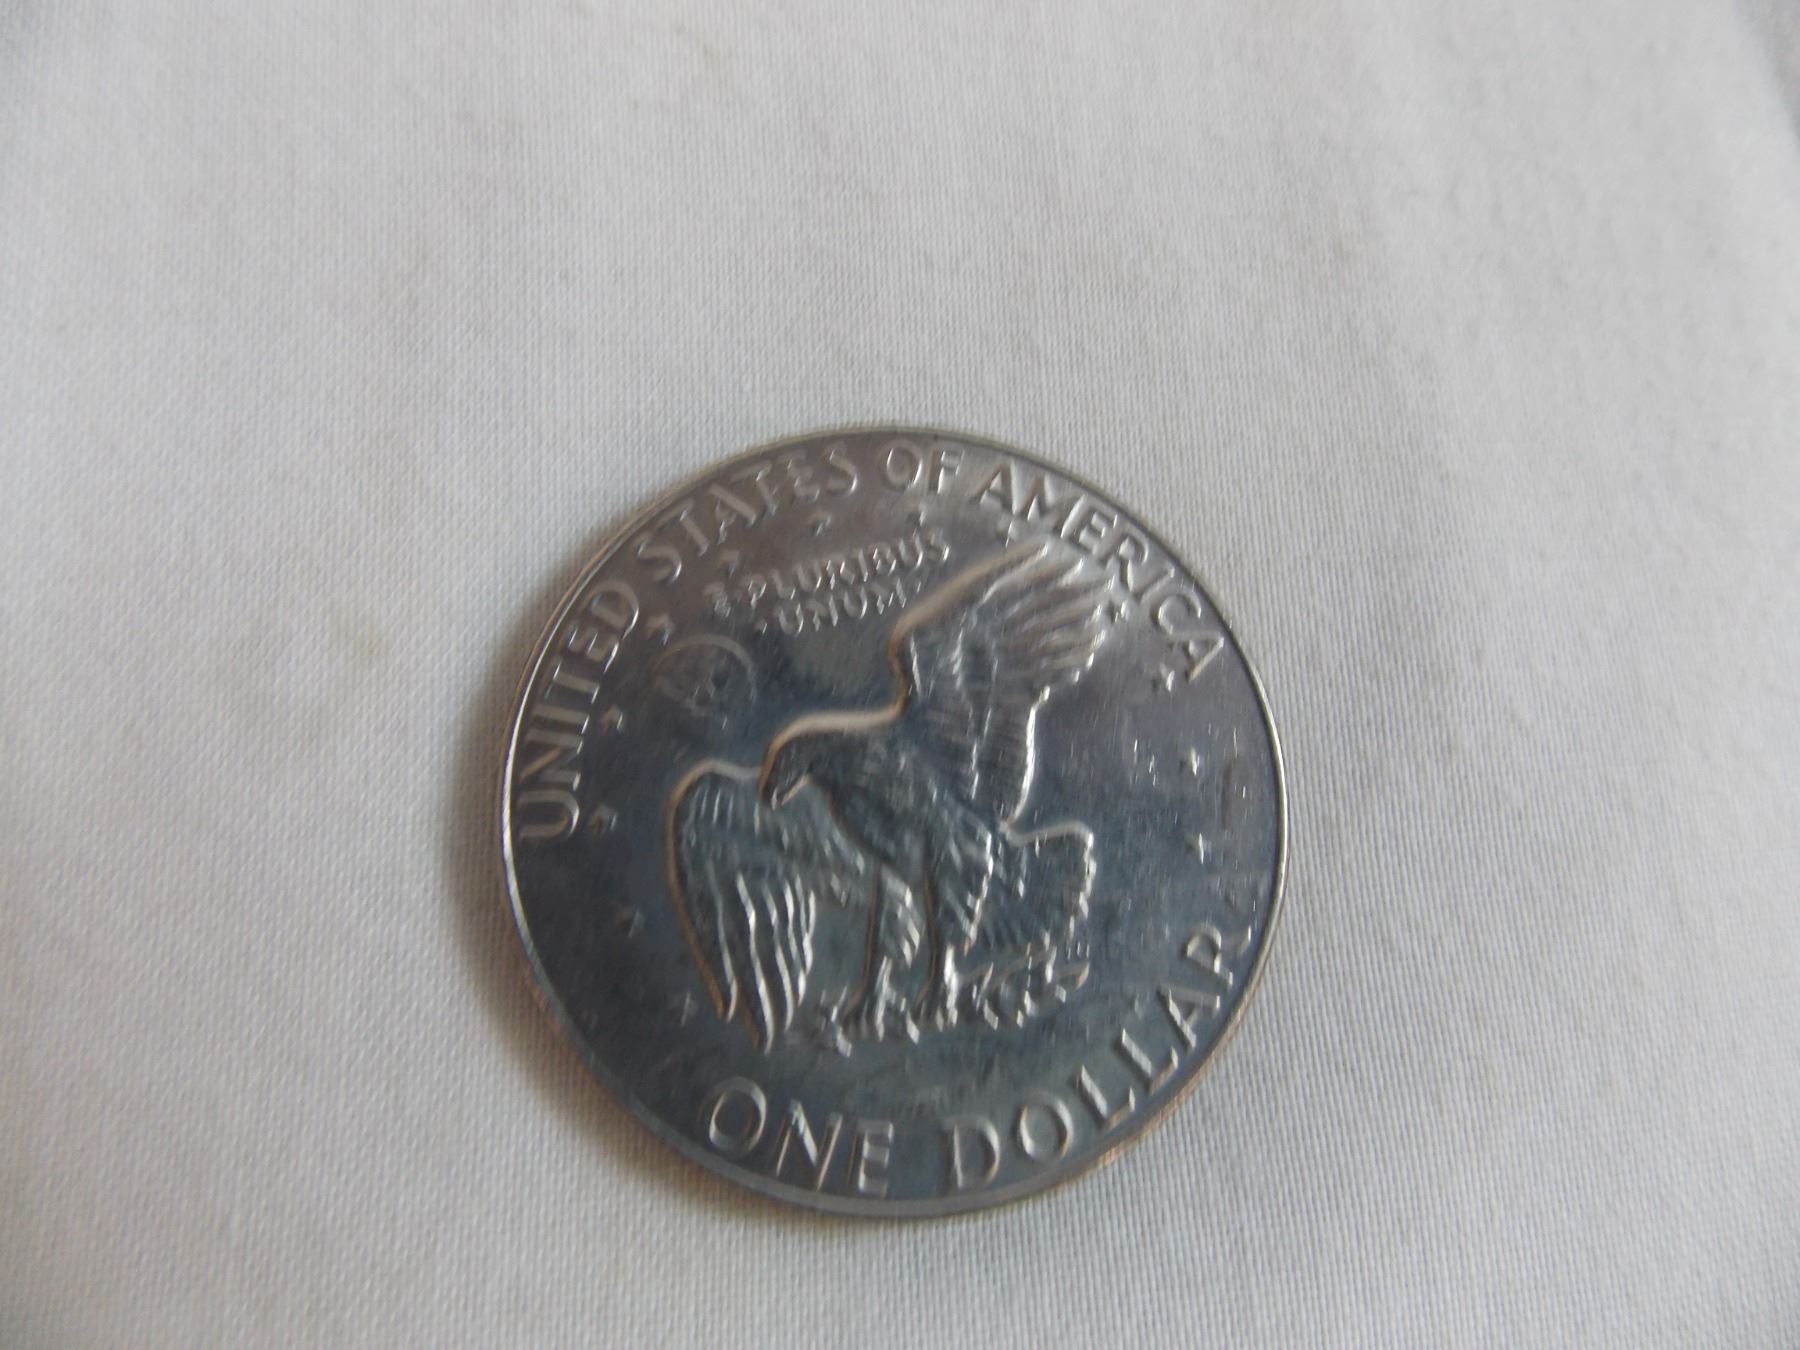 UNITED STATES OF AMERICA
E·PLURIBUS
·UNUM·
ONE DOLLAR